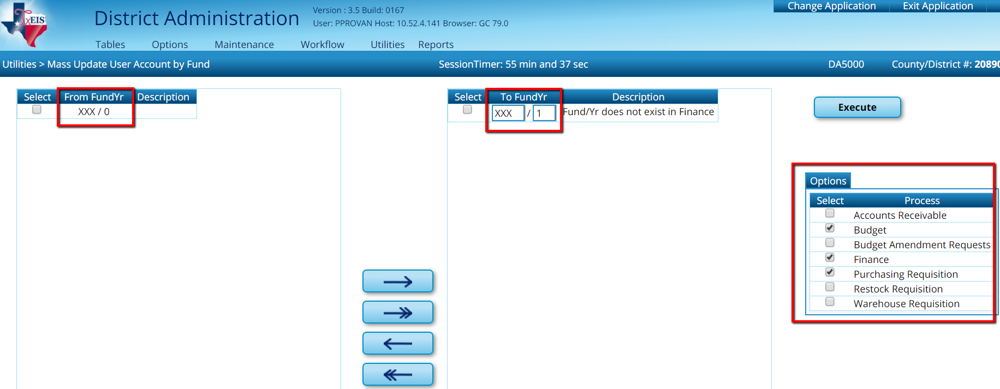 TxEIS
District Administration
Version : 3.5 Build: 0167
User: PPROVAN Host: 10.52.4.141 Browser: GC 79.0
Change Application
Exit Application
Tables
Options
Maintenance
Workflow
Utilities
Reports
Utilities > Mass Update User Account by Fund
SessionTimer: 55 min and 37 sec
DA5000
County/District #: 20890
Select
From FundYr
Description
XXX / 0
Select
To FundYr
Description
XXX / 1
Fund/Yr does not exist in Finance
Execute
Options
Select
Process
Accounts Receivable
Budget
Budget Amendment Requests
Finance
Purchasing Requisition
Restock Requisition
Warehouse Requisition